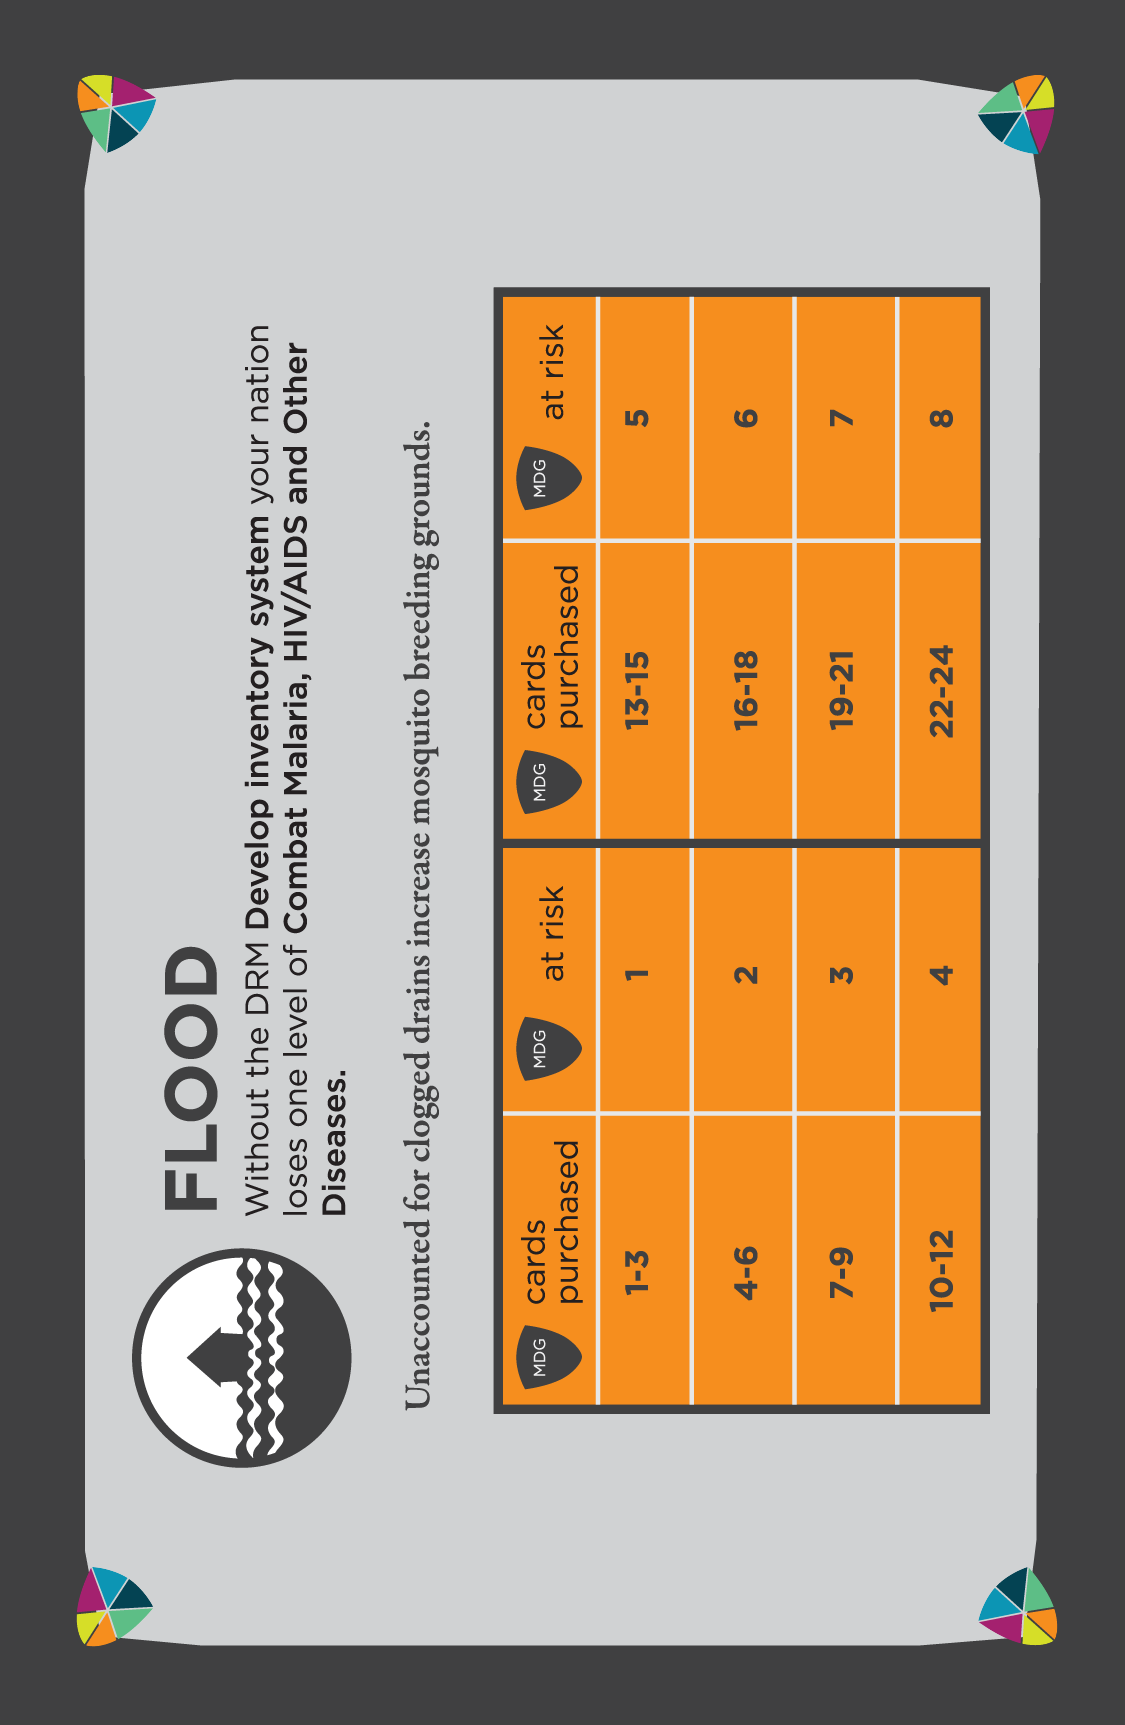 FLOOD
Without the DRM Develop inventory system your nation
loses one level of Combat Malaria, HIV/AIDS and Other
Diseases.
Unaccounted for clogged drains increase mosquito breeding grounds.
MDG cards purchased MDG at risk MDG cards purchased MDG at risk
1-3 1 13-15 5
4-6 2 16-18 6
7-9 3 19-21 7
10-12 4 22-24 8